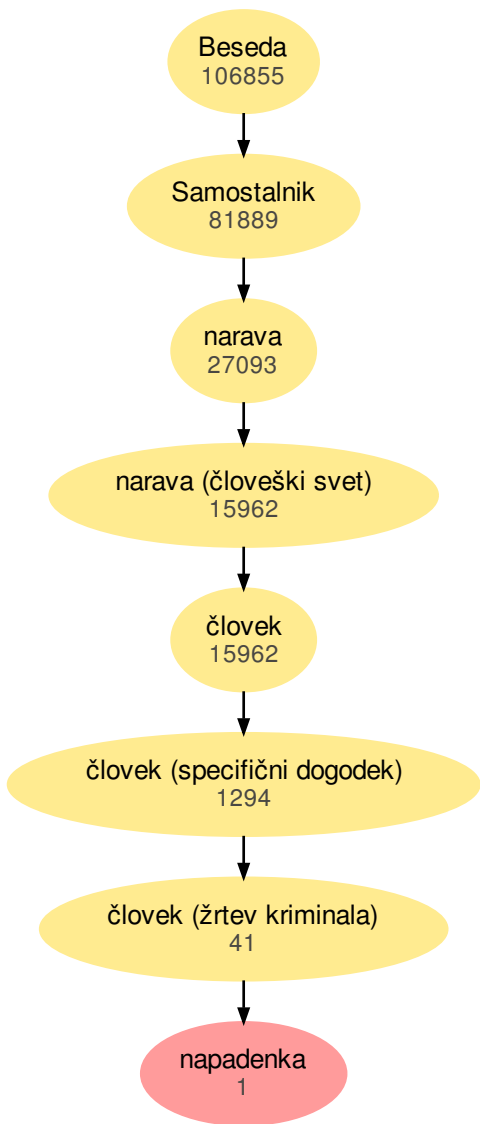 Beseda
106855
Samostalnik
81889
narava
27093
narava (človeški svet)
15962
človek
15962
človek (specifični dogodek)
1294
človek (žrtev kriminala)
41
napadenka
1